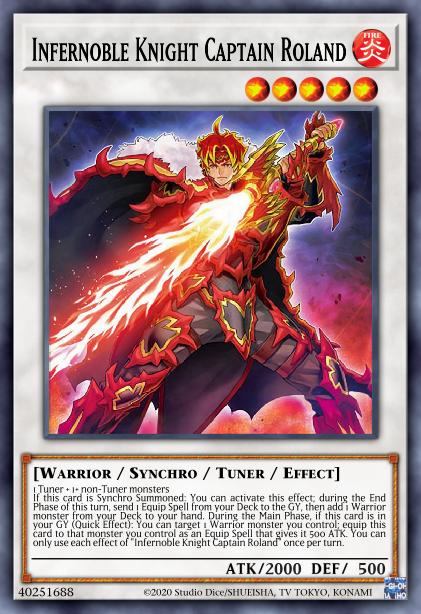 INFERNOBLE KNIGHT CAPTAIN ROLAND
FIRE
炎
[WARRIOR / SYNCHRO / TUNER / EFFECT]
1 Tuner + 1+ non-Tuner monsters
If this card is Synchro Summoned: You can activate this effect; during the End
Phase of this turn, send 1 Equip Spell from your Deck to the GY, then add 1 Warrior
monster from your Deck to your hand. During the Main Phase, if this card is in
your GY (Quick Effect): You can target 1 Warrior monster you control; equip this
card to that monster you control as an Equip Spell that gives it 500 ATK. You can
only use each effect of "Infernoble Knight Captain Roland" once per turn.
ATK/2000 DEF/ 500
40251688
©2020 Studio Dice/SHUEISHA, TV TOKYO, KONAMI